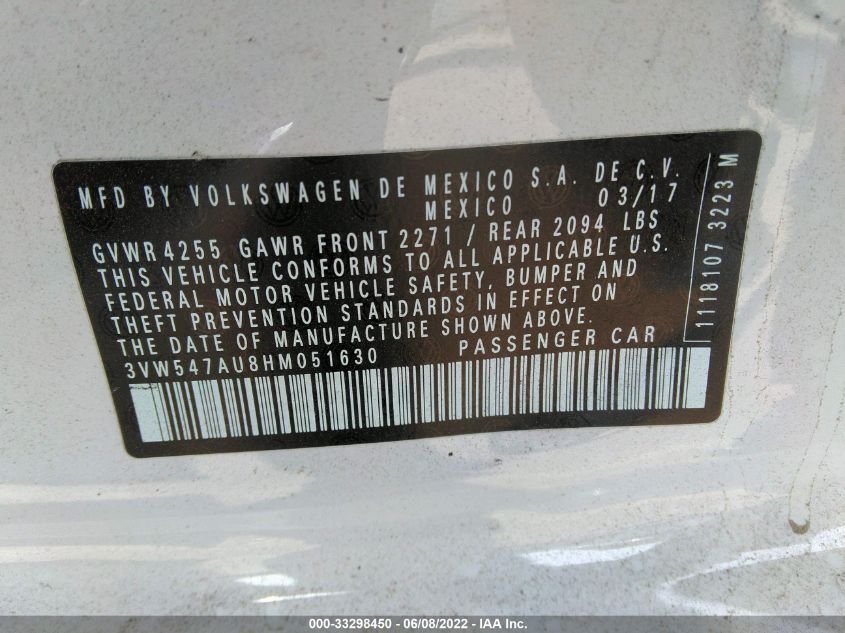 MFD BY VOLKSWAGEN DE MEXICO S.A. DE C.V.
MEXICO 03/17
GVWR 4255 GAWR FRONT 2271 / REAR 2094 LBS
THIS VEHICLE CONFORMS TO ALL APPLICABLE U.S.
FEDERAL MOTOR VEHICLE SAFETY, BUMPER AND
THEFT PREVENTION STANDARDS IN EFFECT ON
THE DATE OF MANUFACTURE SHOWN ABOVE.
3VW547AU8HM051630 PASSENGER CAR
1118107 3223 M
000-33298450 - 06/08/2022 - IAA Inc.